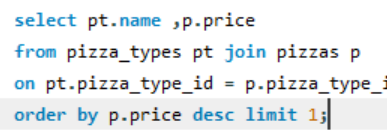 select pt.name ,p.price
from pizza_types pt join pizzas p
on pt.pizza_type_id = p.pizza_type_i
order by p.price desc limit 1;